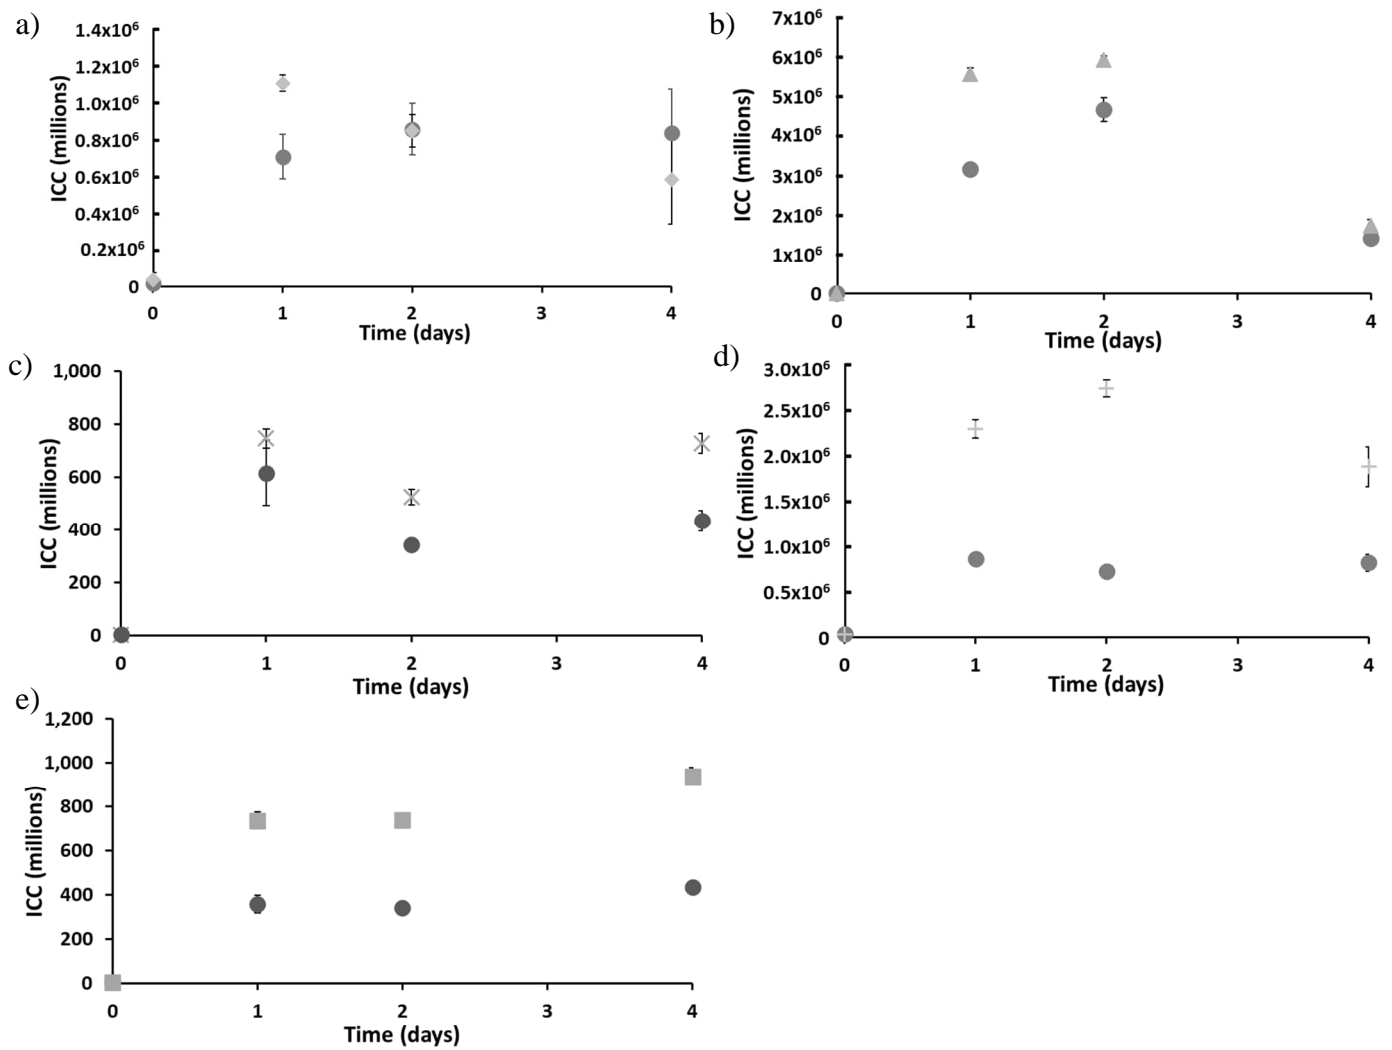 a)
1.4x10⁶
1.2x10⁶
1.0x10⁶
0.8x10⁶
0.6x10⁶
0.4x10⁶
0.2x10⁶
0
ICC (millions)
0 1 2 3 4
Time (days)
b)
7x10⁶
6x10⁶
5x10⁶
4x10⁶
3x10⁶
2x10⁶
1x10⁶
0
ICC (millions)
0 1 2 3 4
Time (days)
c)
1,000
800
600
400
200
0
ICC (millions)
0 1 2 3 4
Time (days)
d)
3.0x10⁶
2.5x10⁶
2.0x10⁶
1.5x10⁶
1.0x10⁶
0.5x10⁶
0
ICC (millions)
0 1 2 3 4
Time (days)
e)
1,200
1,000
800
600
400
200
0
ICC (millions)
0 1 2 3 4
Time (days)